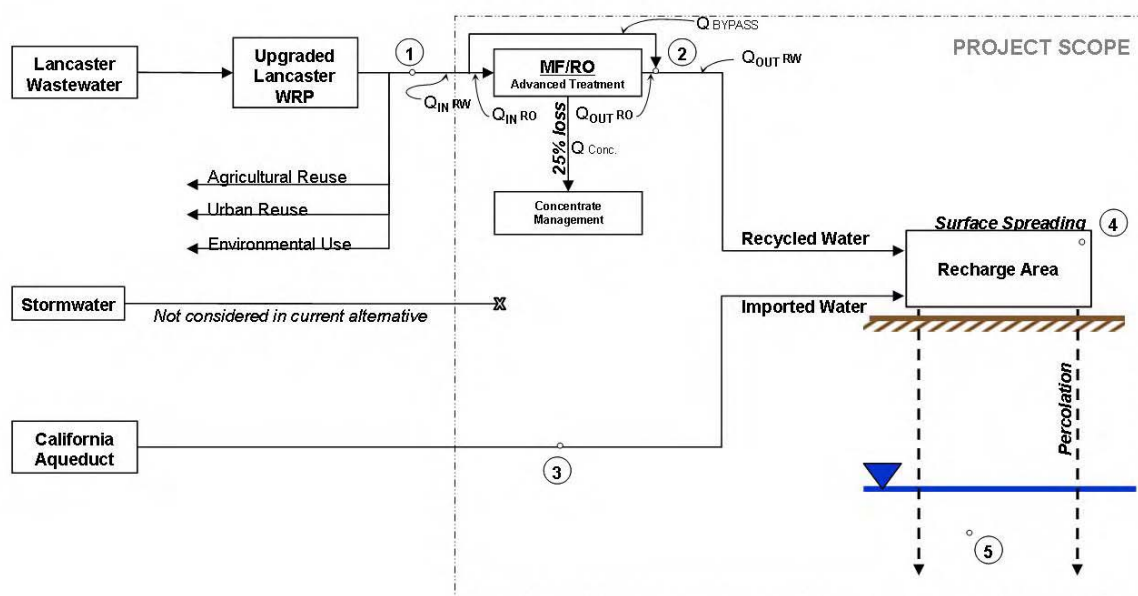 PROJECT SCOPE
Lancaster
Wastewater
Upgraded
Lancaster
WRP
1
Q IN RW
Q IN RO
Q BYPASS
MF/RO
Advanced Treatment
2
Q OUT RW
Q OUT RO
25% loss
Q Conc.
Concentrate
Management
Agricultural Reuse
Urban Reuse
Environmental Use
Recycled Water
Surface Spreading
4
Recharge Area
Stormwater
Not considered in current alternative
X
Imported Water
Percolation
California
Aqueduct
3
5